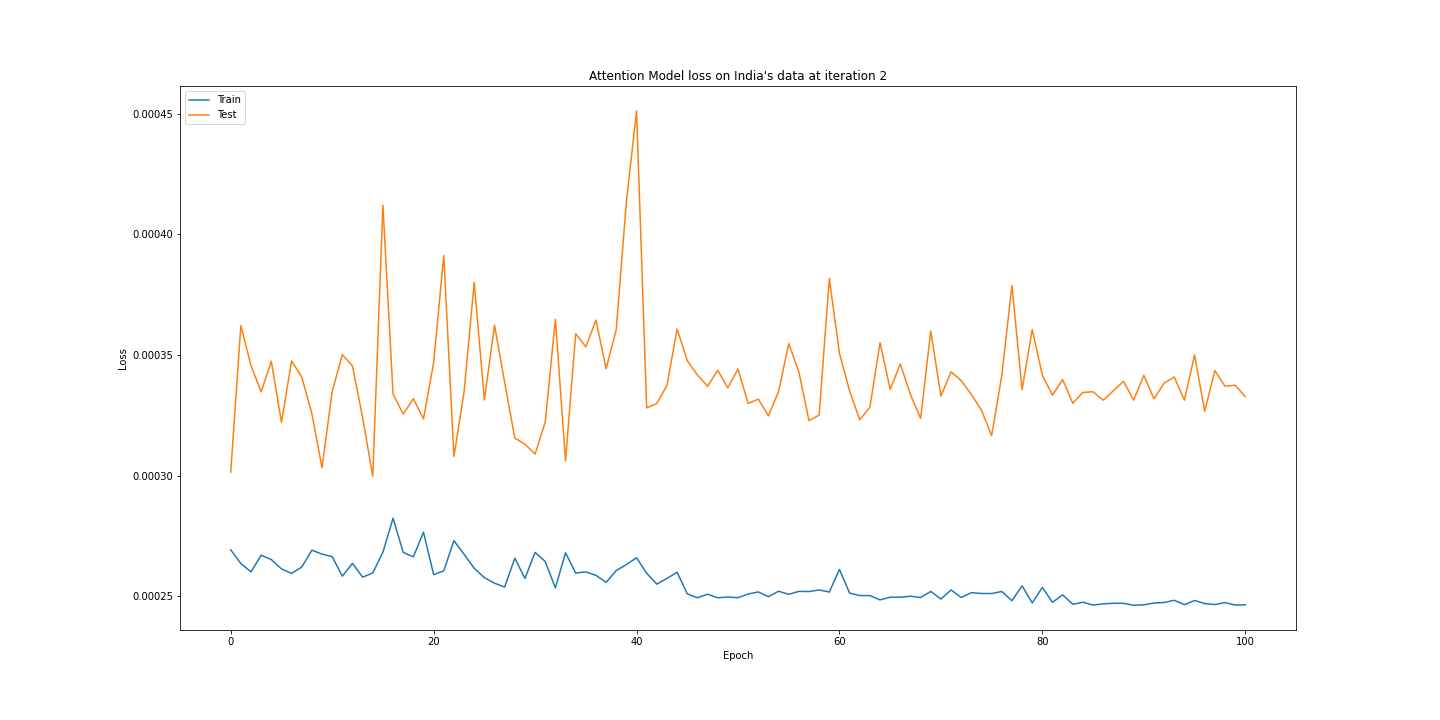 Attention Model loss on India's data at iteration 2
Train
Test
0.00045
0.00040
0.00035
0.00030
0.00025
Loss
0 20 40 60 80 100
Epoch